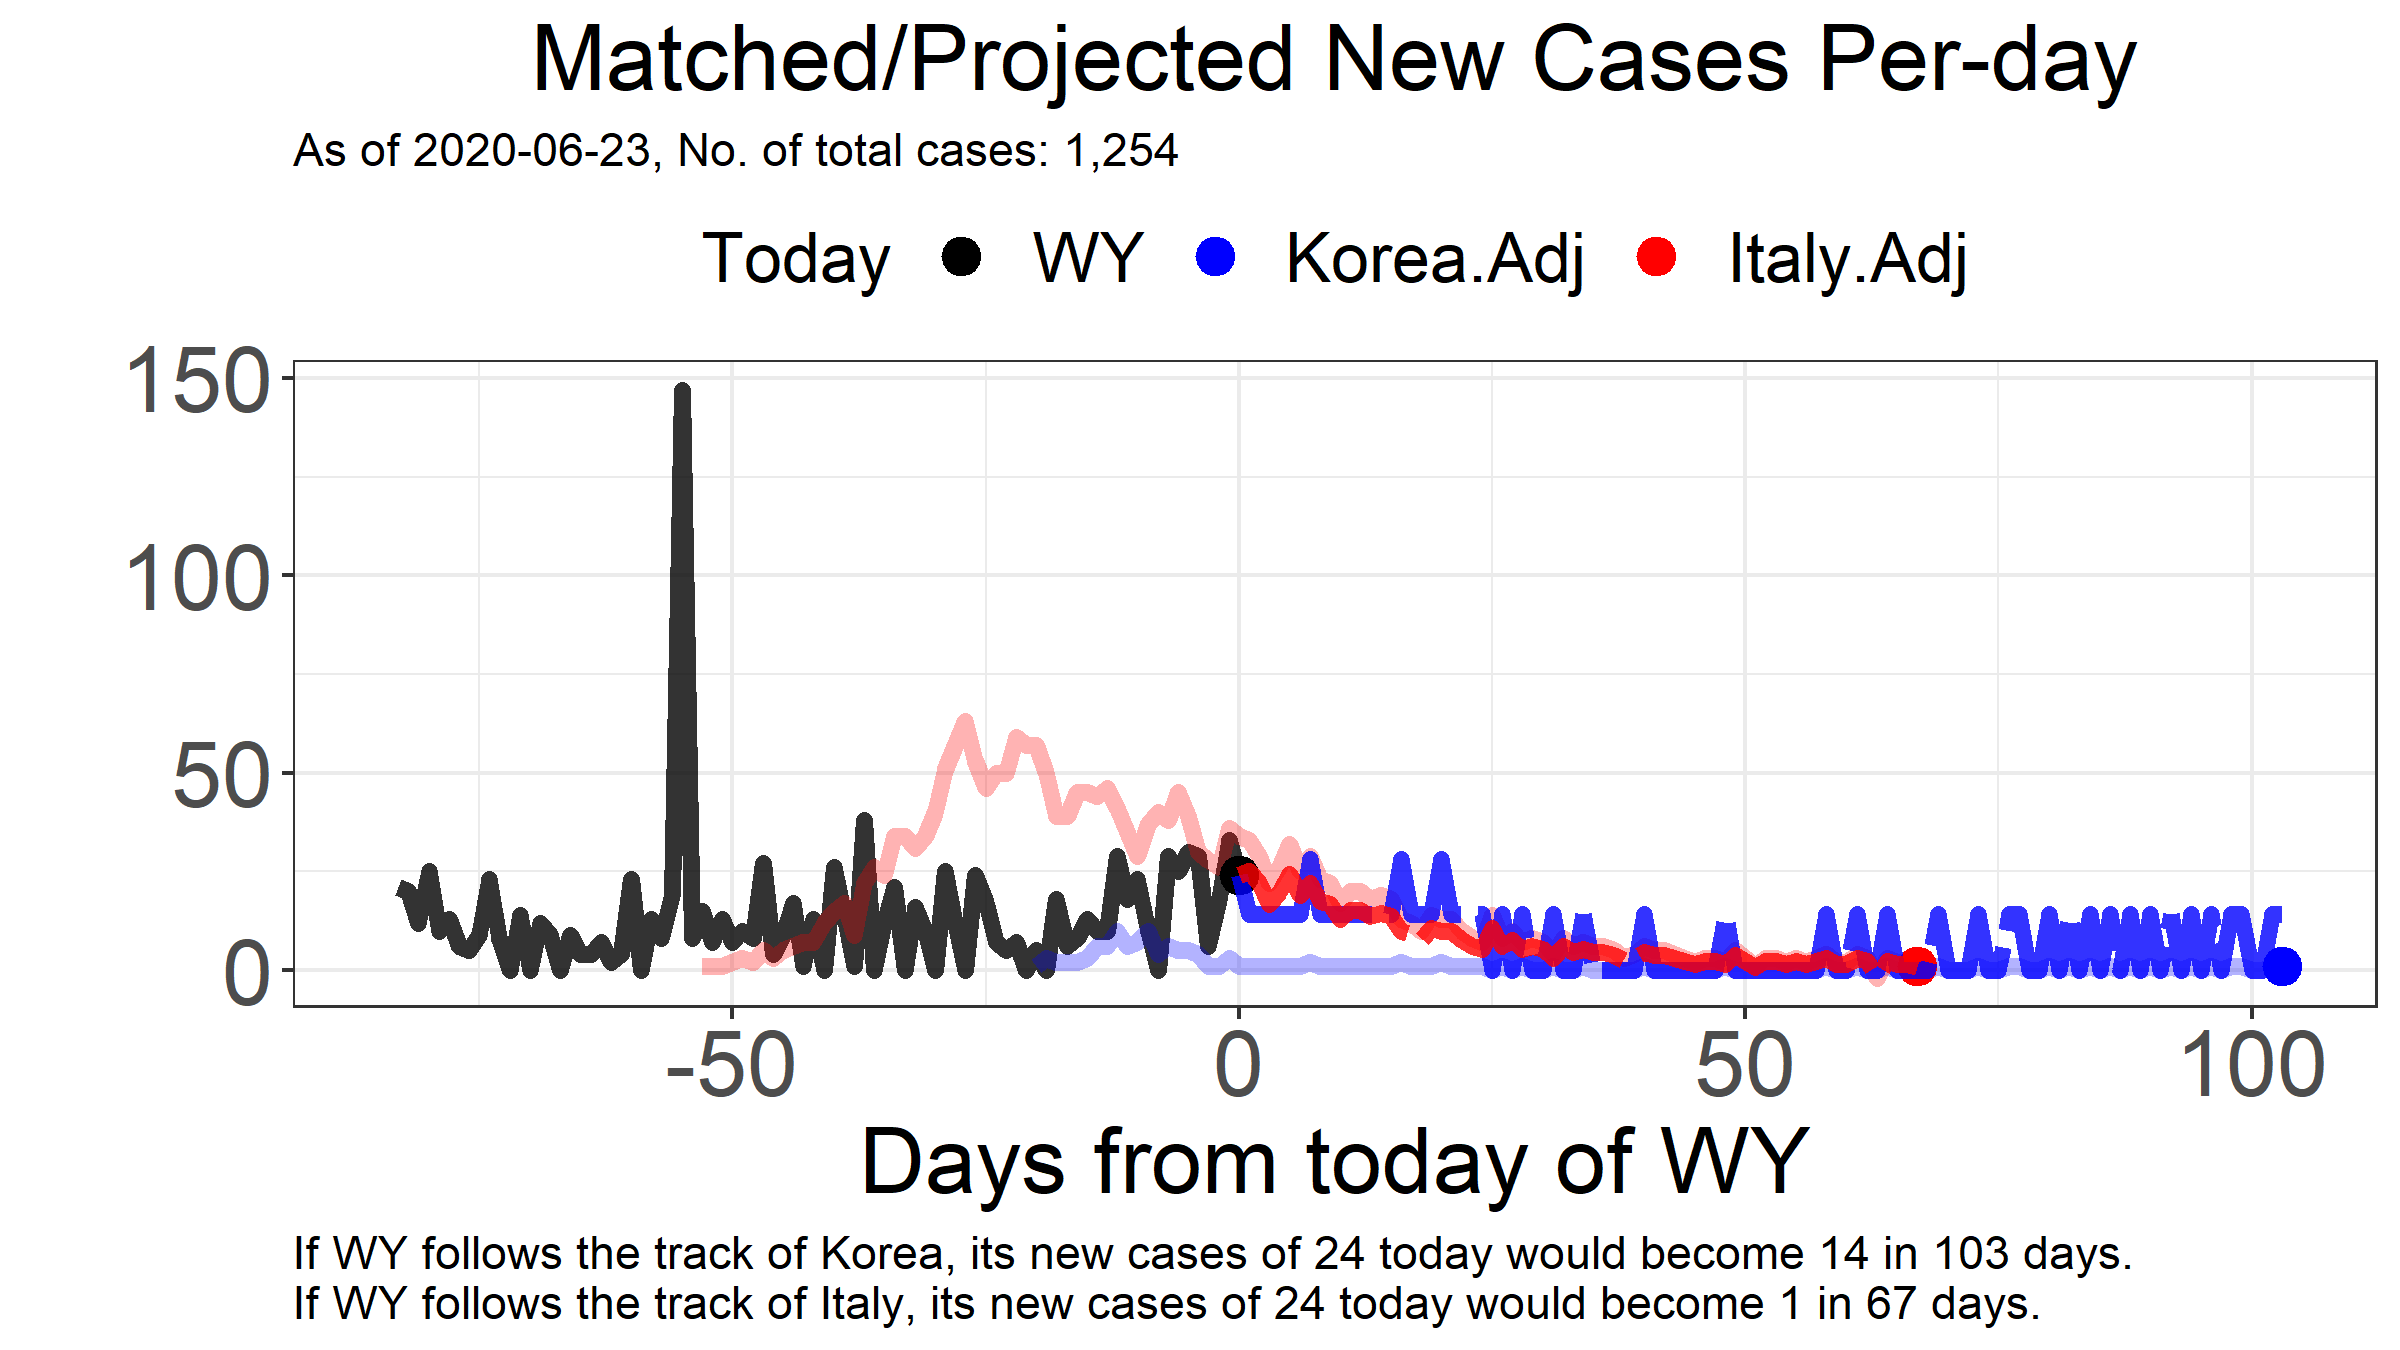 Matched/Projected New Cases Per-day
As of 2020-06-23, No. of total cases: 1,254
Today WY Korea.Adj Italy.Adj
150
100
50
0
-50 0 50 100
Days from today of WY
If WY follows the track of Korea, its new cases of 24 today would become 14 in 103 days.
If WY follows the track of Italy, its new cases of 24 today would become 1 in 67 days.